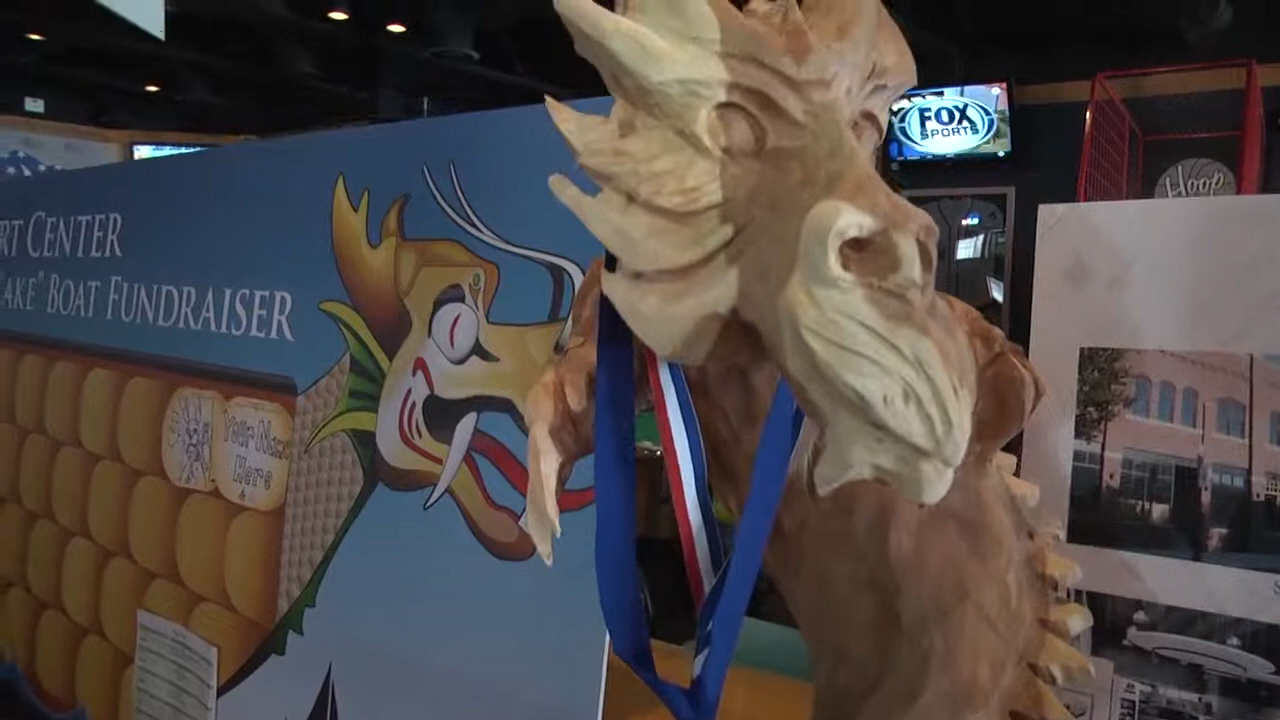 RT CENTER
AKE" BOAT FUNDRAISER
Your Name
Here
FOX
SPORTS
Hoop